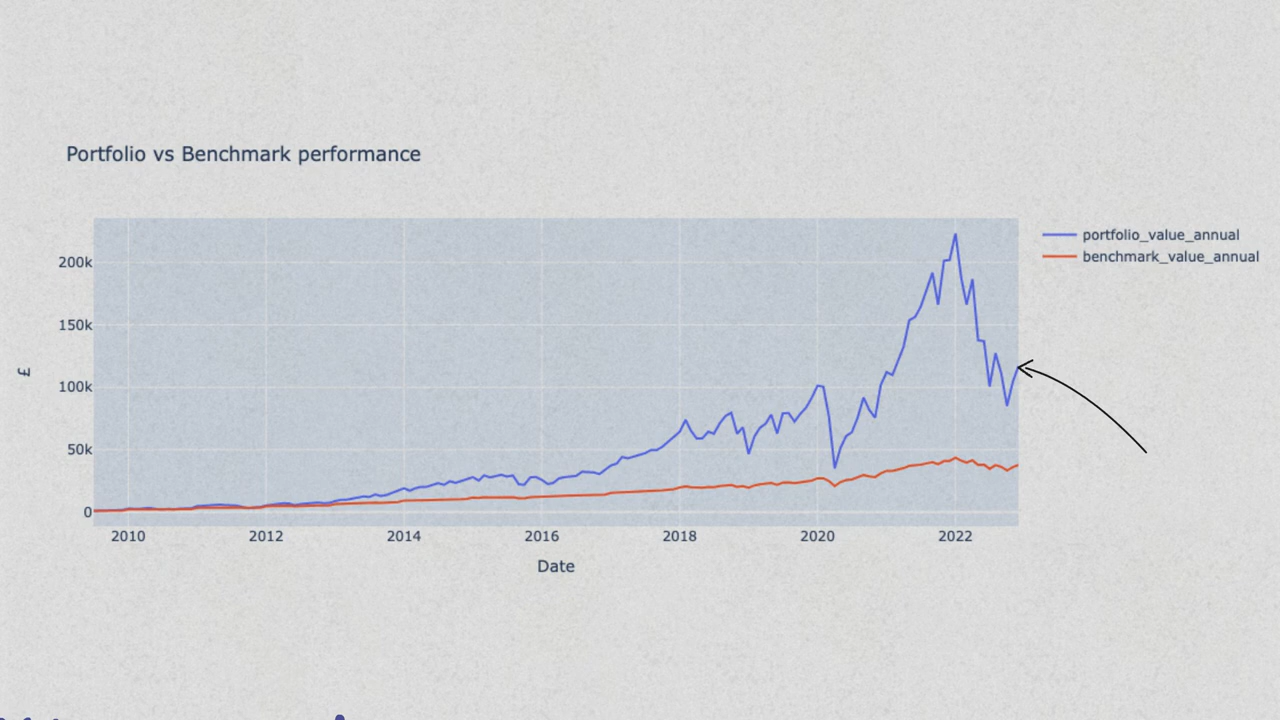 Portfolio vs Benchmark performance
portfolio_value_annual
benchmark_value_annual
200k
150k
100k
50k
0
£
2010 2012 2014 2016 2018 2020 2022
Date